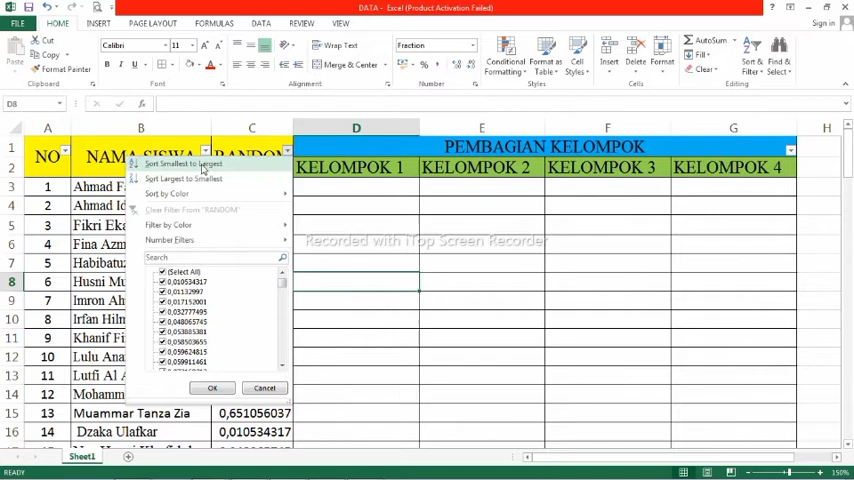 DATA - Excel (Product Activation Failed)
FILE HOME INSERT PAGE LAYOUT FORMULAS DATA REVIEW VIEW Sign in
Paste Cut Copy Format Painter
Calibri 11 B I U
Wrap Text
Merge & Center
Fraction
Conditional Formatting Format as Table Cell Styles
Insert Delete Format
AutoSum Fill Clear
Sort & Filter Find & Select
Clipboard Font Alignment Number Styles Cells Editing
D8
A B C D E F G H
1 NO NAMA SISWA RANDOM PEMBAGIAN KELOMPOK
2 KELOMPOK 1 KELOMPOK 2 KELOMPOK 3 KELOMPOK 4
3 1 Ahmad F
4 2 Ahmad Id
5 3 Fikri Eka
6 4 Fina Azm
7 5 Habibatuz
8 6 Husni Mu
9 7 Imron Ah
10 8 Irfan Hilm
11 9 Khanif
12 10 Lulu Ana
13 11 Lutfi Al A
14 12 Mohamm
15 13 Muammar Tanza Zia 0,651056037
16 14 Dzaka Ulafkar 0,010534317
Sort Smallest to Largest
Sort Largest to Smallest
Sort by Color
Clear Filter From "RANDOM"
Filter by Color
Number Filters
Search
(Select All)
0,010534317
0,01132997
0,017152001
0,032777495
0,048065745
0,053885381
0,058503655
0,059624815
0,059911461
OK Cancel
Recorded with iTop Screen Recorder
Sheet1
READY 150%